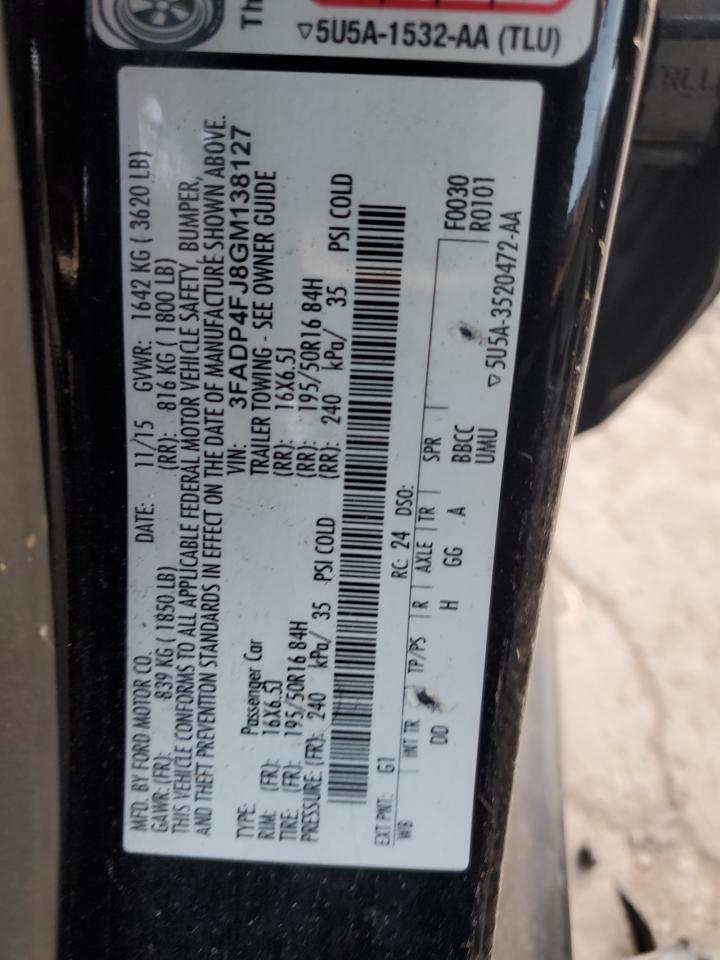 Th
▽5U5A-1532-AA (TLU)
MFD. BY FORD MOTOR CO. DATE: 11/15 GVWR: 1642 KG ( 3620 LB)
GAWR: (FR): 839 KG ( 1850 LB) (RR): 816 KG ( 1800 LB)
THIS VEHICLE CONFORMS TO ALL APPLICABLE FEDERAL MOTOR VEHICLE SAFETY, BUMPER,
AND THEFT PREVENTION STANDARDS IN EFFECT ON THE DATE OF MANUFACTURE SHOWN ABOVE.
VIN: 3FADP4FJ8GM138127
TYPE: Passenger Car TRAILER TOWING - SEE OWNER GUIDE
RIM: (FR): 16X6.5J (RR): 16X6.5J
TIRE: (FR): 195/50R16 84H (RR): 195/50R16 84H
PRESSURE: (FR): 240 kPa/ 35 PSI COLD (RR): 240 kPa/ 35 PSI COLD
EXT PNT: G1 RC: 24 DSO: F0030
WB INT TR TP/PS R AXLE TR SPR R0101
DD H GG A BBCC
UMU
▽5U5A-3520472-AA